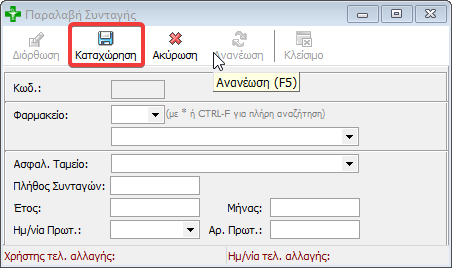 Παραλαβή Συνταγής
Διόρθωση Καταχώρηση Ακύρωση Ανανέωση Κλείσιμο
Ανανέωση (F5)
Κωδ.:
Φαρμακείο: (με * ή CTRL-F για πλήρη αναζήτηση)
Ασφαλ. Ταμείο:
Πλήθος Συνταγών:
Έτος: Μήνας:
Ημ/νία Πρωτ.: Αρ. Πρωτ.:
Χρήστης τελ. αλλαγής: Ημ/νία τελ. αλλαγής: